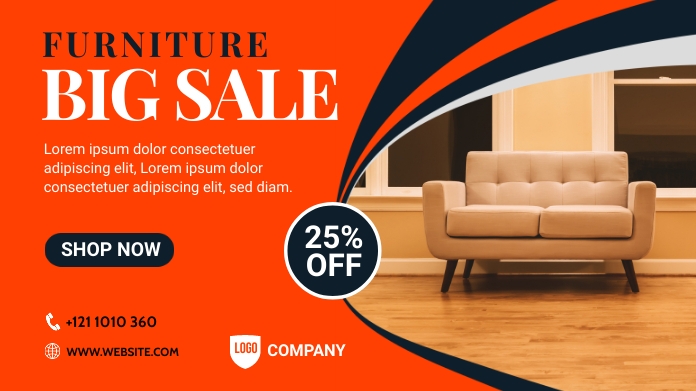 FURNITURE
BIG SALE
Lorem ipsum dolor consectetuer
adipiscing elit, Lorem ipsum dolor
consectetuer adipiscing elit, sed diam.
25%
OFF
SHOP NOW
+121 1010 360
WWW.WEBSITE.COM
LOGO COMPANY